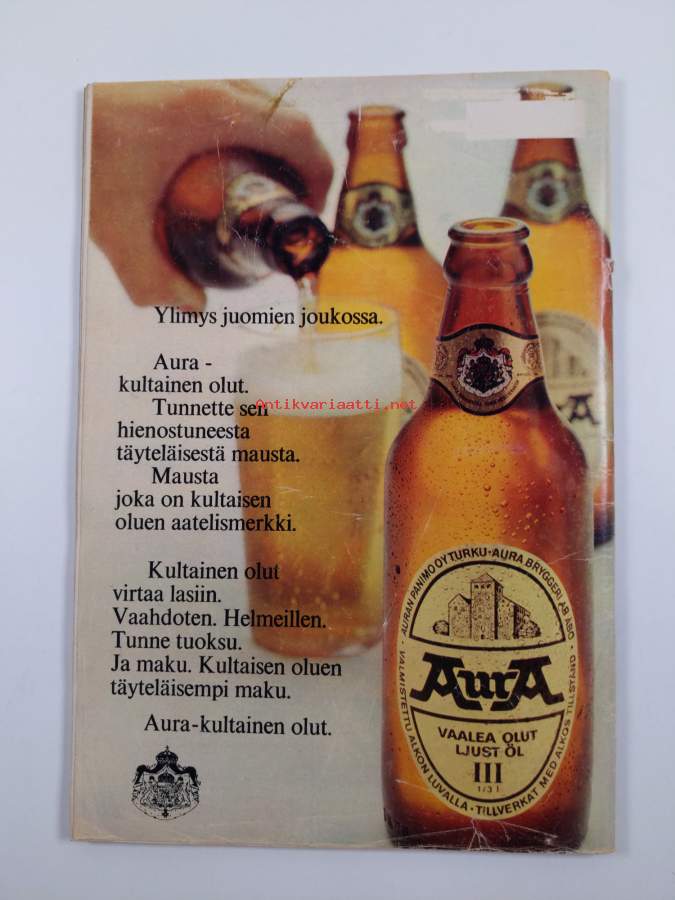 Ylimys juomien joukossa.
Aura -
kultainen olut.
Tunnette sen
hienostuneesta
täyteläisestä mausta.
Mausta
joka on kultaisen
oluen aatelismerkki.
Kultainen olut
virtaa lasiin.
Vaahdoten. Helmeillen.
Tunne tuoksu.
Ja maku. Kultaisen oluen
täyteläisempi maku.
Aura-kultainen olut.
Antikvariaatti.net
AURAN PANIMO OY TURKU · AURA BRYGGERI AB ÅBO
AurA
VAALEA OLUT
LJUST ÖL
III
1/3 l
VALMISTETTU ALKON LUVALLA · TILLVERKAT MED ALKOS TILLSTÅND